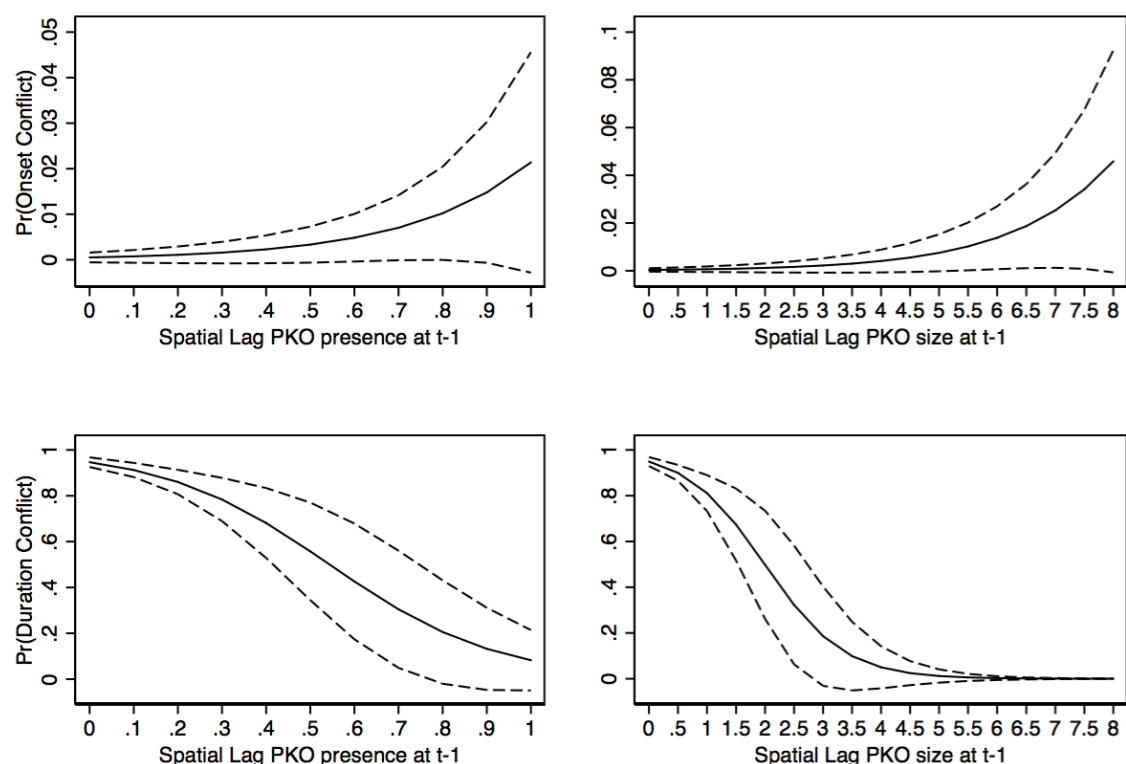 Pr(Onset Conflict)
.05
.04
.03
.02
.01
0
0 .1 .2 .3 .4 .5 .6 .7 .8 .9 1
Spatial Lag PKO presence at t-1
.1
.08
.06
.04
.02
0
0 .5 1 1.5 2 2.5 3 3.5 4 4.5 5 5.5 6 6.5 7 7.5 8
Spatial Lag PKO size at t-1
Pr(Duration Conflict)
1
.8
.6
.4
.2
0
0 .1 .2 .3 .4 .5 .6 .7 .8 .9 1
Spatial Lag PKO presence at t-1
1
.8
.6
.4
.2
0
0 .5 1 1.5 2 2.5 3 3.5 4 4.5 5 5.5 6 6.5 7 7.5 8
Spatial Lag PKO size at t-1